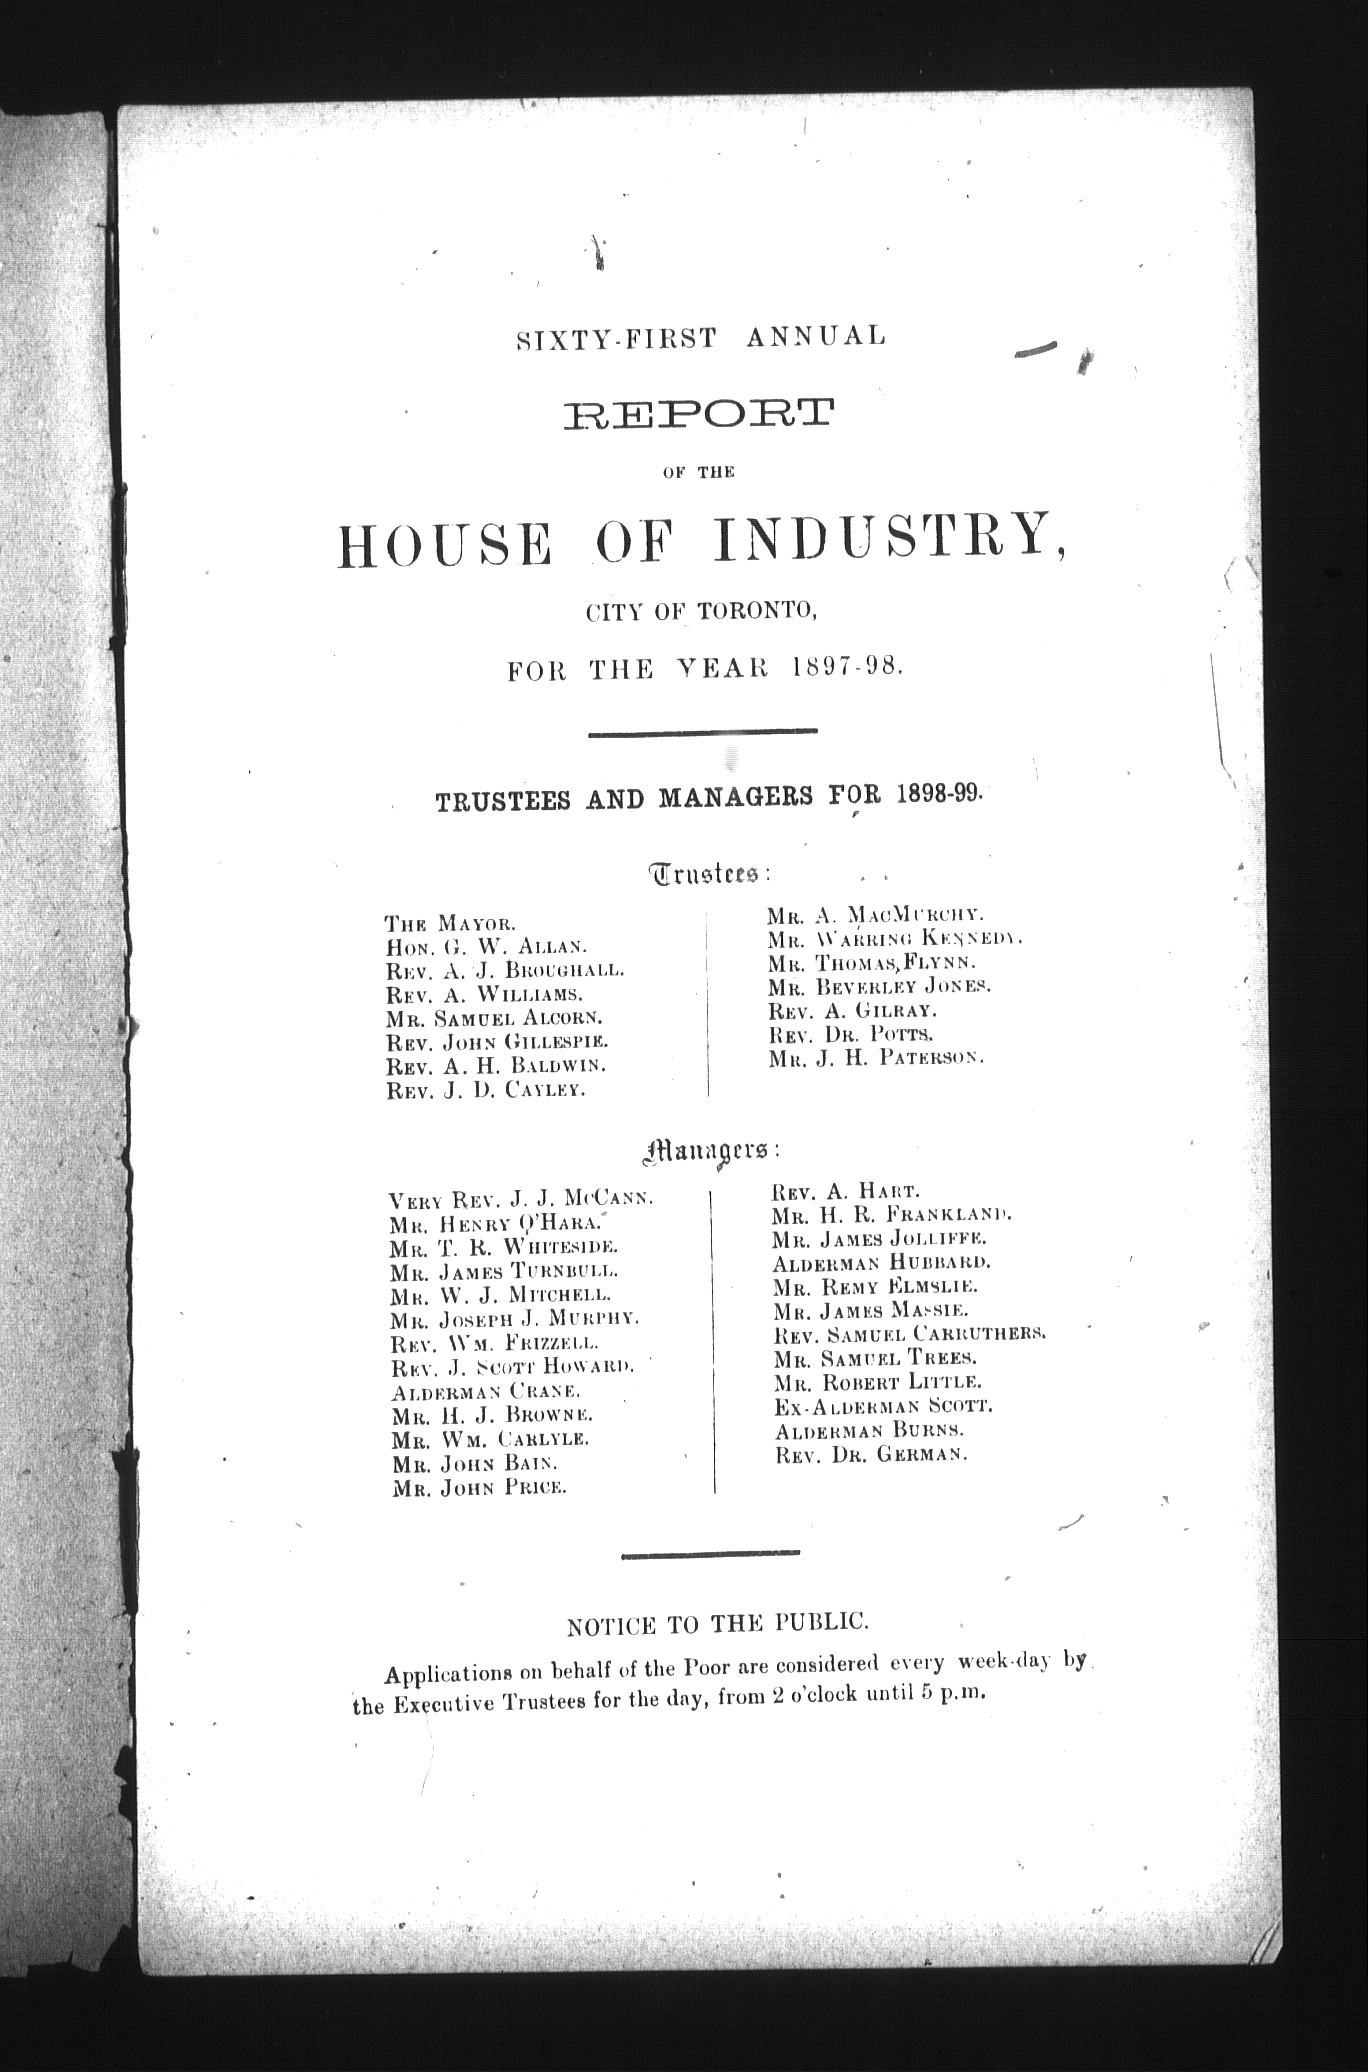 SIXTY-FIRST ANNUAL
REPORT
OF THE
HOUSE OF INDUSTRY,
CITY OF TORONTO,
FOR THE YEAR 1897-98.
TRUSTEES AND MANAGERS FOR 1898-99.
Trustees:
THE MAYOR.
HON. G. W. ALLAN.
REV. A. J. BROUGHALL.
REV. A. WILLIAMS.
MR. SAMUEL ALCORN.
REV. JOHN GILLESPIE.
REV. A. H. BALDWIN.
REV. J. D. CAYLEY.
MR. A. MACMURCHY.
MR. WARRING KENNEDY.
MR. THOMAS FLYNN.
MR. BEVERLEY JONES.
REV. A. GILRAY.
REV. DR. POTTS.
MR. J. H. PATERSON.
Managers:
VERY REV. J. J. McCANN.
MR. HENRY O'HARA.
MR. T. R. WHITESIDE.
MR. JAMES TURNBULL.
MR. W. J. MITCHELL.
MR. JOSEPH J. MURPHY.
REV. WM. FRIZZELL.
REV. J. SCOTT HOWARD.
ALDERMAN CRANE.
MR. H. J. BROWNE.
MR. WM. CARLYLE.
MR. JOHN BAIN.
MR. JOHN PRICE.
REV. A. HART.
MR. H. R. FRANKLAND.
MR. JAMES JOLLIFFE.
ALDERMAN HUBBARD.
MR. REMY ELMSLIE.
MR. JAMES MASSIE.
REV. SAMUEL CARRUTHERS.
MR. SAMUEL TREES.
MR. ROBERT LITTLE.
EX-ALDERMAN SCOTT.
ALDERMAN BURNS.
REV. DR. GERMAN.
NOTICE TO THE PUBLIC.
Applications on behalf of the Poor are considered every week-day by
the Executive Trustees for the day, from 2 o'clock until 5 p.m.